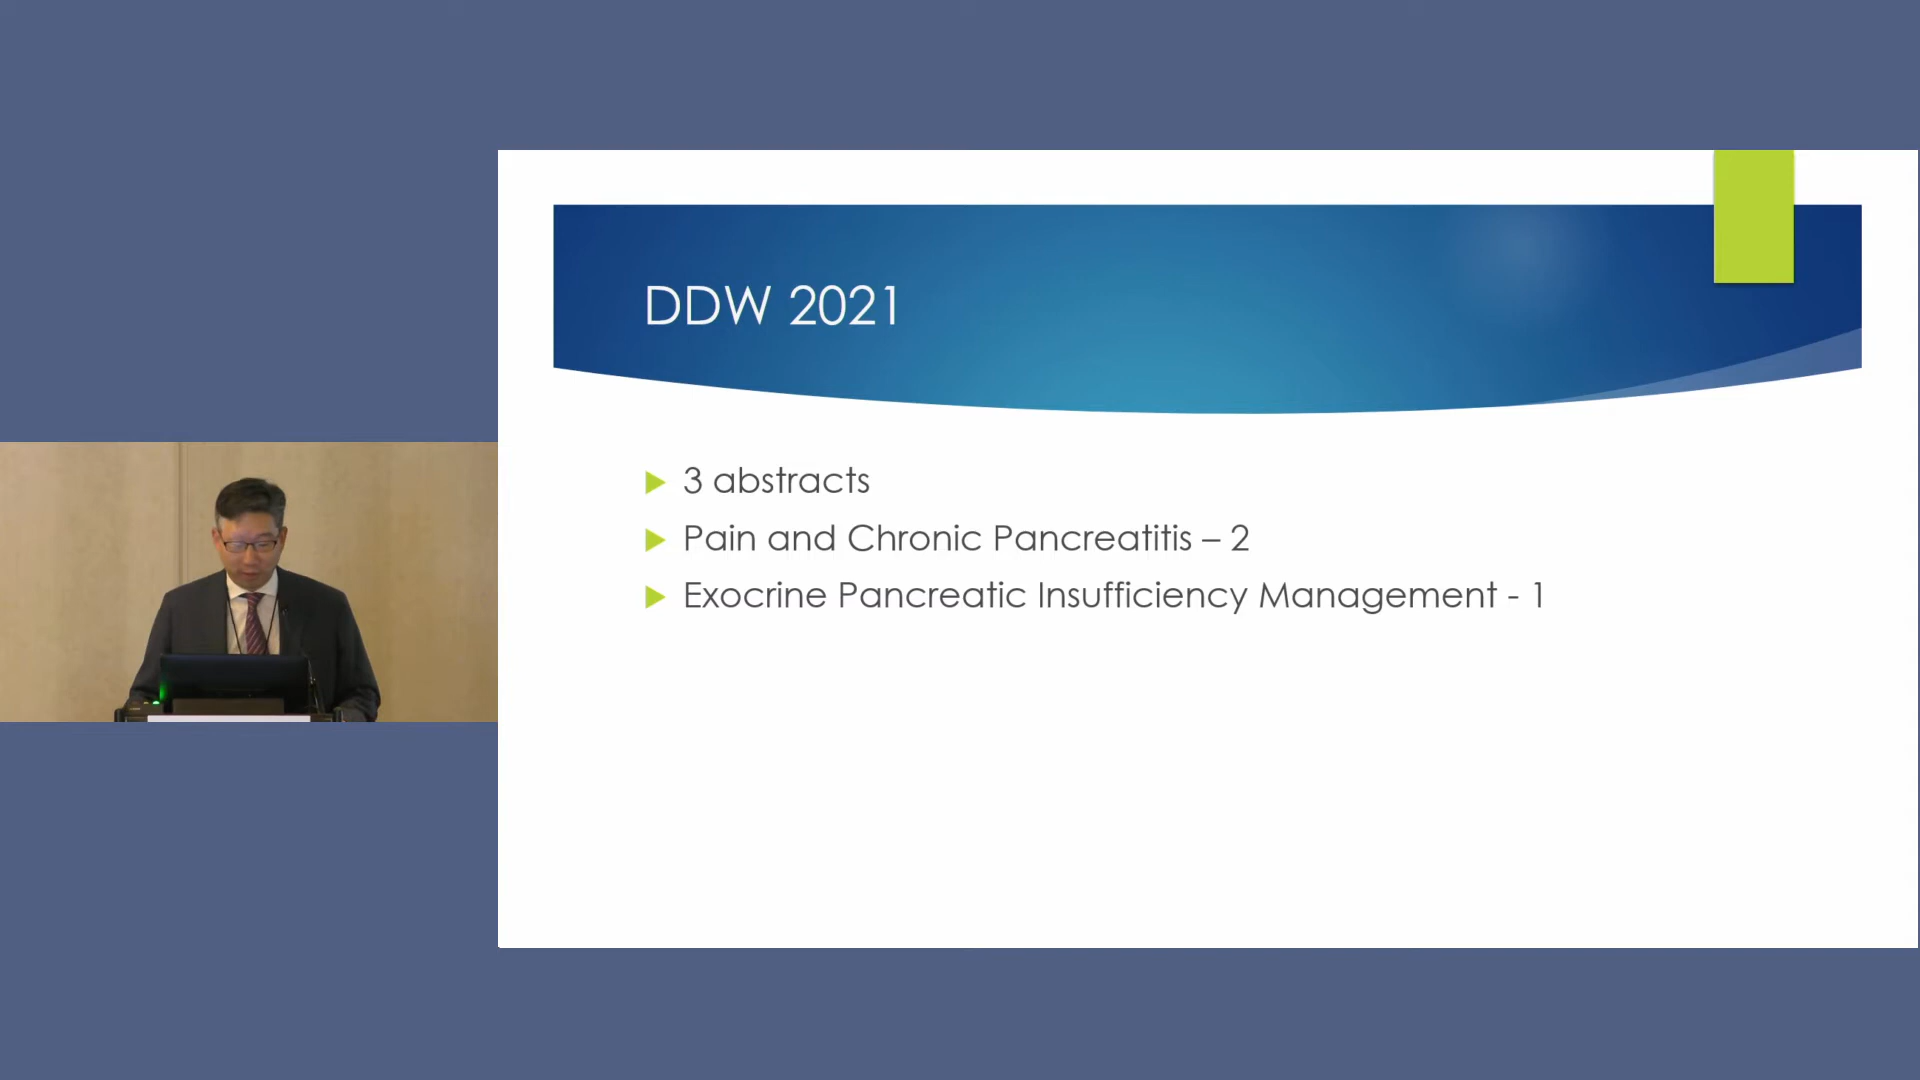 DDW 2021
3 abstracts
Pain and Chronic Pancreatitis – 2
Exocrine Pancreatic Insufficiency Management - 1